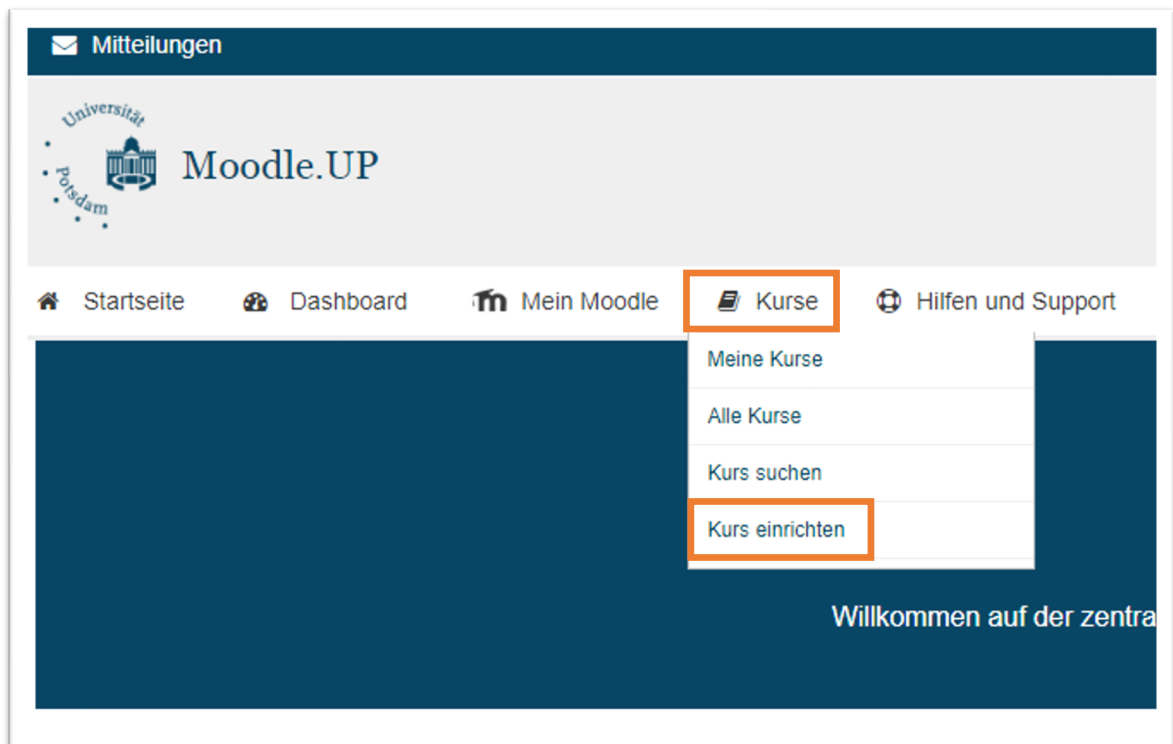 Mitteilungen
Universität
Potsdam
Moodle.UP
Startseite Dashboard Mein Moodle Kurse Hilfen und Support
Meine Kurse
Alle Kurse
Kurs suchen
Kurs einrichten
Willkommen auf der zentra